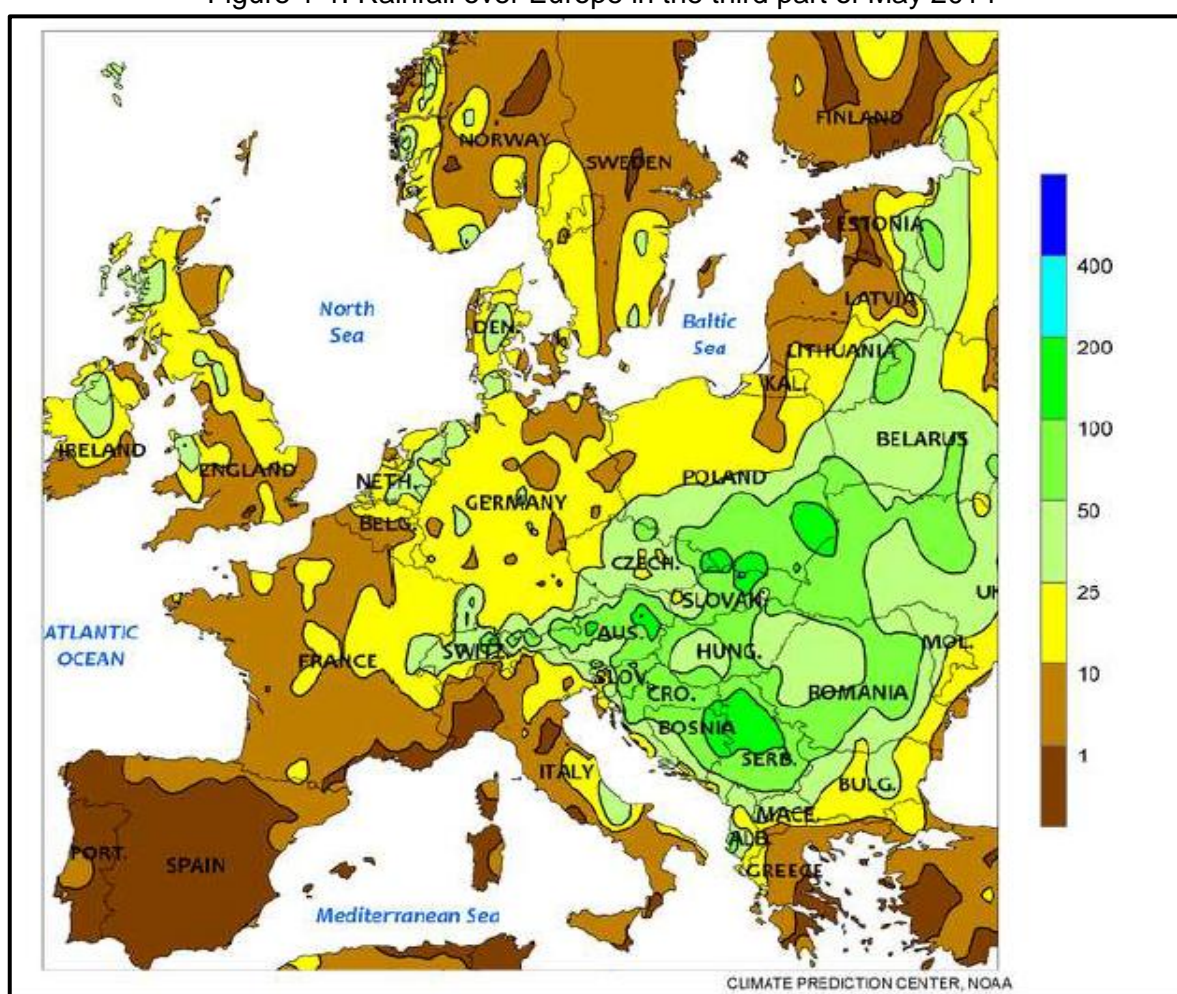 Figure 1-1: Rainfall over Europe in the third part of May 2014
FINLAND
NORWAY
SWEDEN
ESTONIA
North
Sea
DEN.
Baltic
Sea
LATVIA
LITHUANIA
KAL.
400
200
100
50
25
10
1
IRELAND
ENGLAND
NETH.
BELG.
GERMANY
POLAND
BELARUS
CZECH.
SLOVAK.
ATLANTIC
OCEAN
FRANCE
SWITZ.
AUS.
HUNG.
MOL.
SLOV.
CRO.
ROMANIA
BOSNIA
SERB.
ITALY
BULG.
MACE.
ALB.
GREECE
PORT.
SPAIN
Mediterranean Sea
CLIMATE PREDICTION CENTER, NOAA